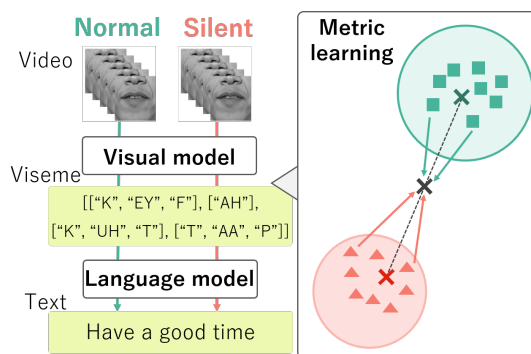 Normal Silent
Video
Visual model
Viseme
[[“K”, “EY”, “F”], [“AH”],
[“K”, “UH”, “T”], [“T”, “AA”, “P”]]
Language model
Text
Have a good time
Metric
learning